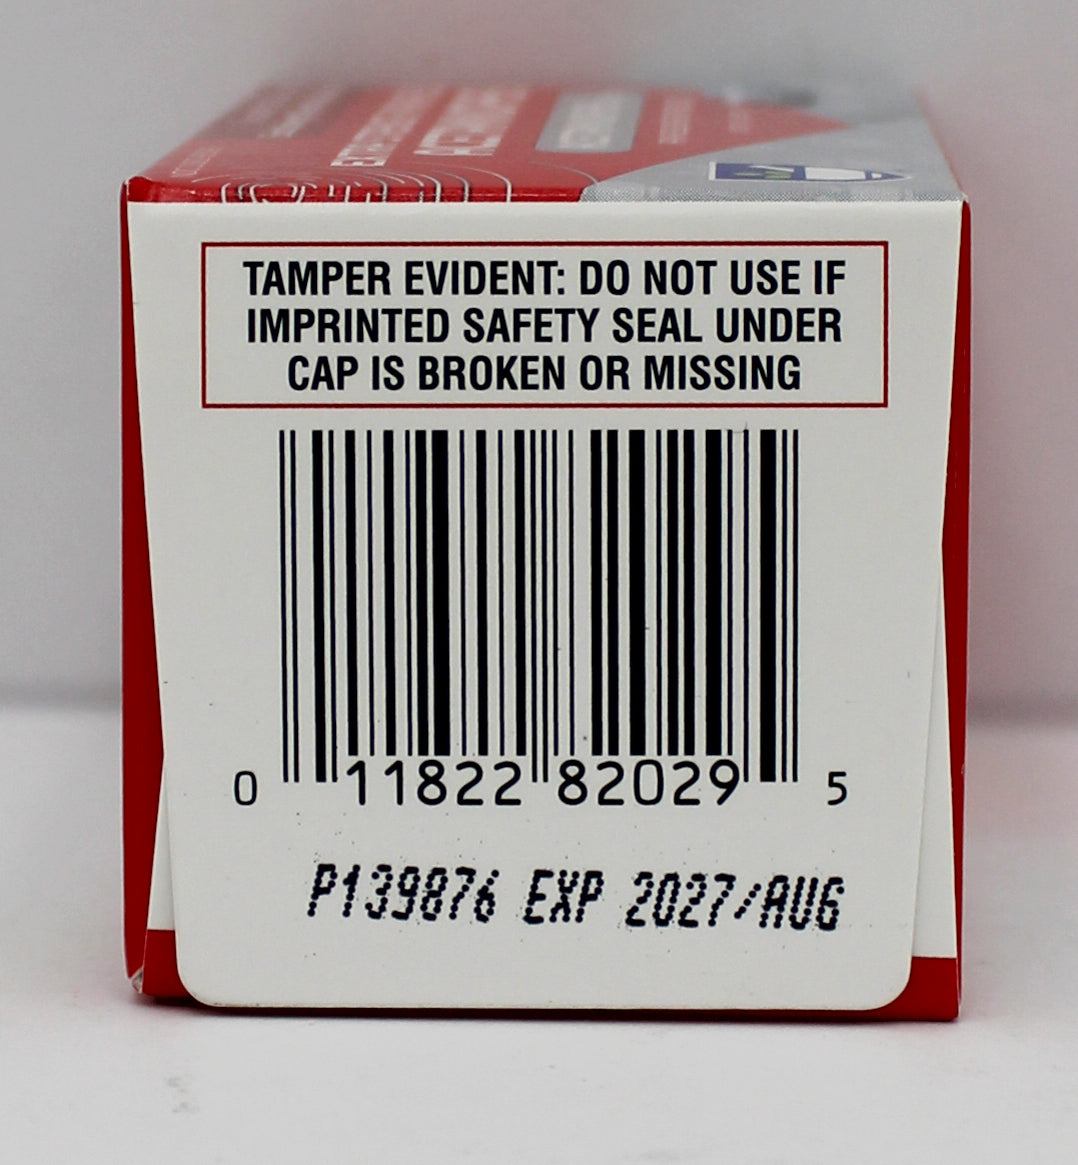 TAMPER EVIDENT: DO NOT USE IF
IMPRINTED SAFETY SEAL UNDER
CAP IS BROKEN OR MISSING
0 11822 82029 5
P139876 EXP 2027/AUG